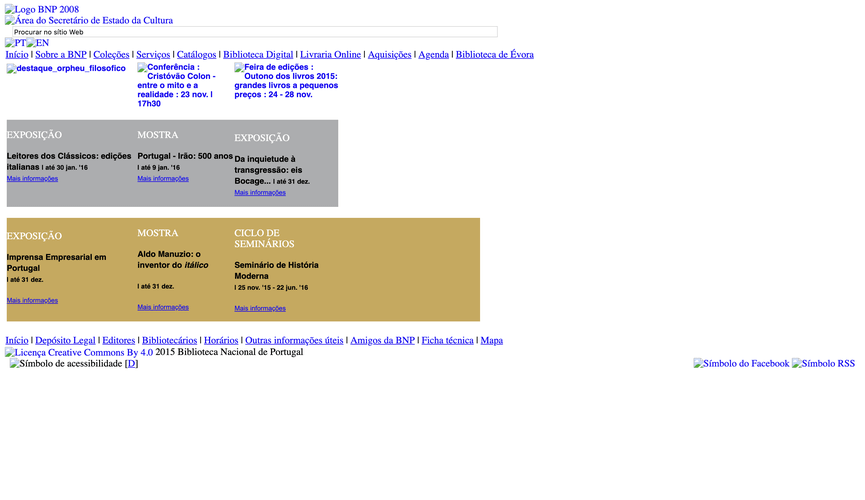 Logo BNP 2008
Área do Secretário de Estado da Cultura
Procurar no sítio Web
PT EN
Início | Sobre a BNP | Coleções | Serviços | Catálogos | Biblioteca Digital | Livraria Online | Aquisições | Agenda | Biblioteca de Évora
destaque_orpheu_filosofico
Conferência :
Cristóvão Colon -
entre o mito e a
realidade : 23 nov. |
17h30
Feira de edições :
Outono dos livros 2015:
grandes livros a pequenos
preços : 24 - 28 nov.
EXPOSIÇÃO
Leitores dos Clássicos: edições
italianas | até 30 jan. '16
Mais informações
MOSTRA
Portugal - Irão: 500 anos
| até 9 jan. '16
Mais informações
EXPOSIÇÃO
Da inquietude à
transgressão: eis
Bocage... | até 31 dez.
Mais informações
EXPOSIÇÃO
Imprensa Empresarial em
Portugal
| até 31 dez.
Mais informações
MOSTRA
Aldo Manuzio: o
inventor do itálico
| até 31 dez.
Mais informações
CICLO DE
SEMINÁRIOS
Seminário de História
Moderna
| 25 nov. '15 - 22 jun. '16
Mais informações
Início | Depósito Legal | Editores | Bibliotecários | Horários | Outras informações úteis | Amigos da BNP | Ficha técnica | Mapa
Licença Creative Commons By 4.0 2015 Biblioteca Nacional de Portugal
Símbolo de acessibilidade [D]
Símbolo do Facebook Símbolo RSS